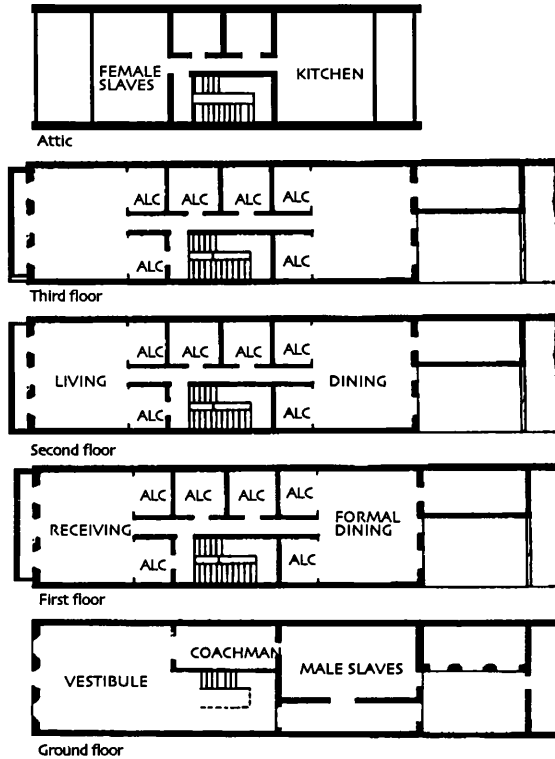 FEMALE
SLAVES
KITCHEN
Attic
ALC ALC ALC ALC
ALC ALC
Third floor
ALC ALC ALC ALC
LIVING DINING
ALC ALC
Second floor
ALC ALC ALC ALC
RECEIVING FORMAL
DINING
ALC ALC
First floor
COACHMAN
VESTIBULE MALE SLAVES
Ground floor